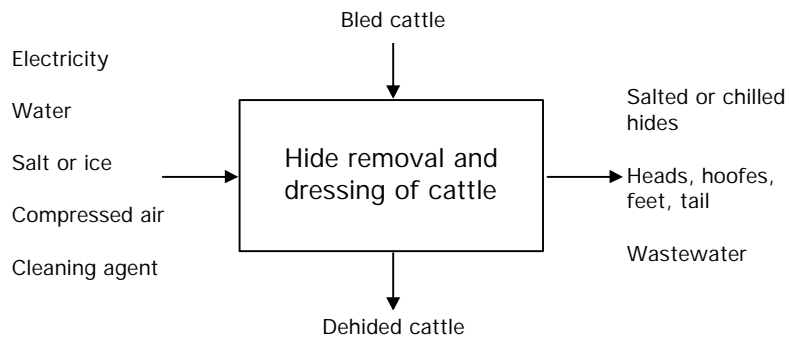 Bled cattle
Electricity
Water
Salt or ice
Compressed air
Cleaning agent
Hide removal and
dressing of cattle
Salted or chilled
hides
Heads, hoofes,
feet, tail
Wastewater
Dehided cattle